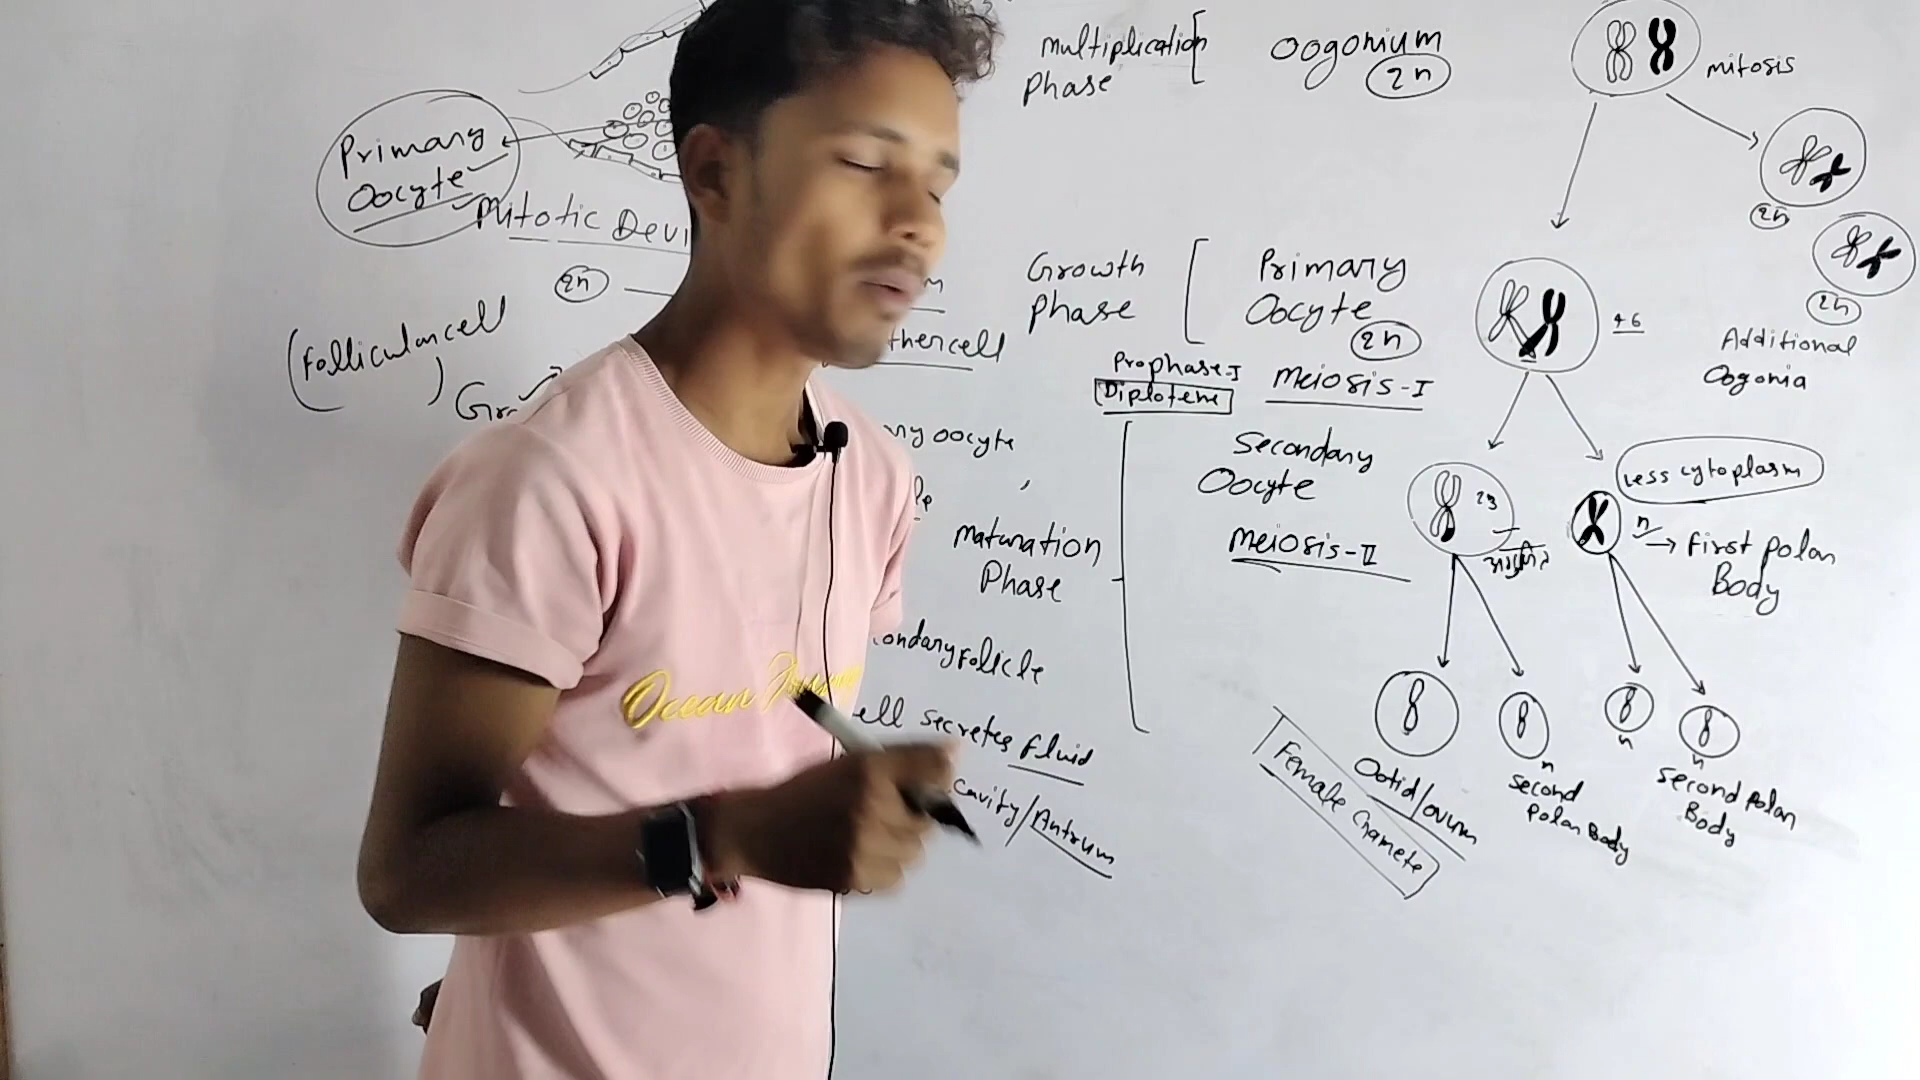 Primary
Oocyte
Mitotic
2n
(Follicular cell
)
multiplication
Phase
Oogonium
2n
mitosis
2n
2n
Additional
Oogonia
Growth
Phase
Primary
Oocyte
2n
46
Prophase-I
Diplotene
Meiosis-I
oocyte
Secondary
Oocyte
23
Less cytoplasm
n
First Polar
Body
Meiosis-II
Maturation
Phase
Follicle
secretes fluid
cavity/Antrum
Ootid/ovum
Female Gamete
n
second
Polar Body
n
n
second Polar
Body
Ocean